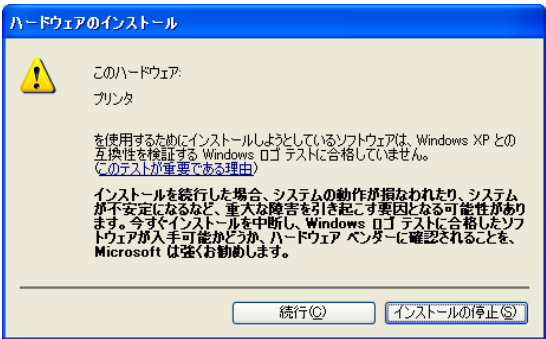 ハードウェアのインストール
このハードウェア:
プリンタ
を使用するためにインストールしようとしているソフトウェアは、Windows XP との
互換性を検証する Windows ロゴ テストに合格していません。
(このテストが重要である理由)
インストールを続行した場合、システムの動作が損なわれたり、システム
が不安定になるなど、重大な障害を引き起こす要因となる可能性があり
ます。今すぐインストールを中断し、Windows ロゴ テストに合格したソフ
トウェアが入手可能かどうか、ハードウェア ベンダーに確認されることを、
Microsoft は強くお勧めします。
続行(C)
インストールの停止(S)